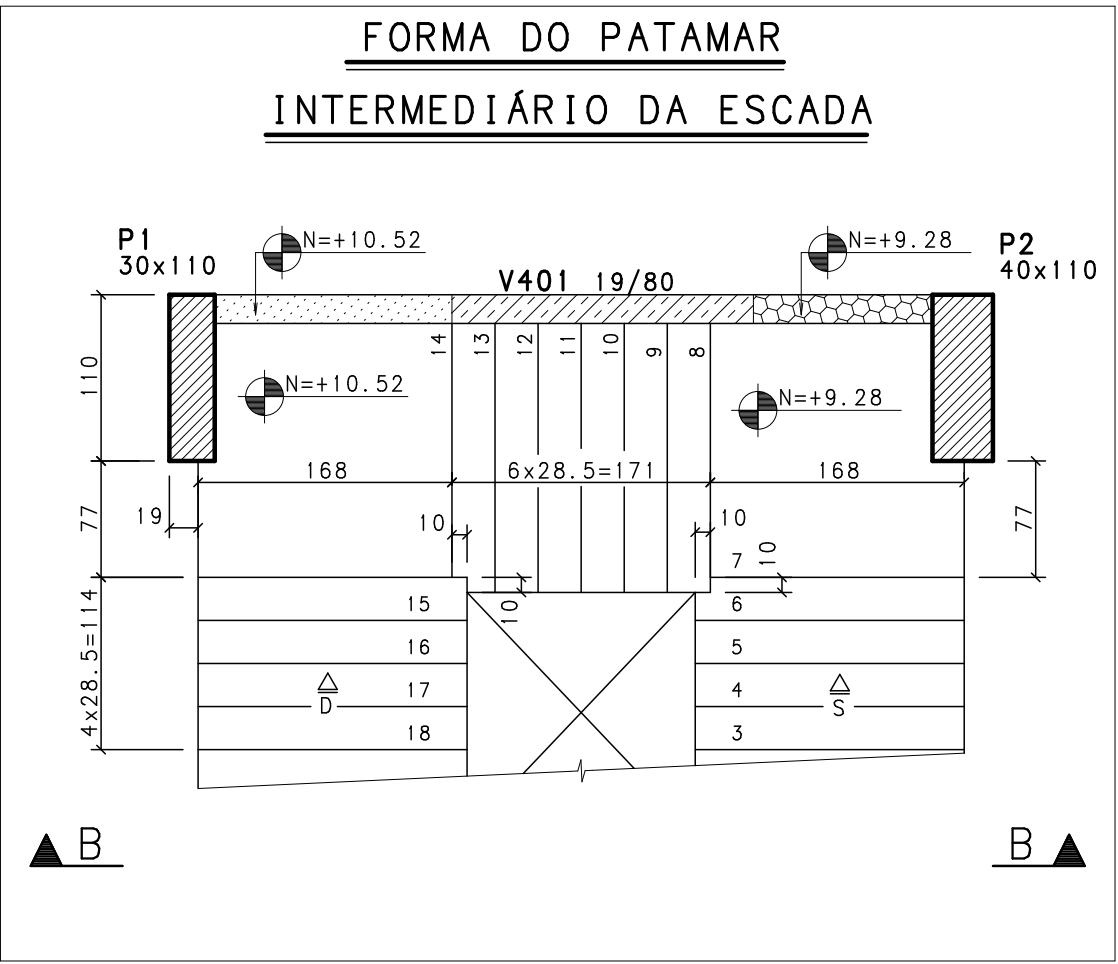 FORMA DO PATAMAR
INTERMEDIÁRIO DA ESCADA
P1
30x110
N=+10.52
V401 19/80
N=+9.28
P2
40x110
14
13
12
11
10
9
8
110
N=+10.52
N=+9.28
168
6x28.5=171
168
77
19
10
10
77
7
10
10
15
6
16
5
17
4
18
3
4x28.5=114
D
S
B
B